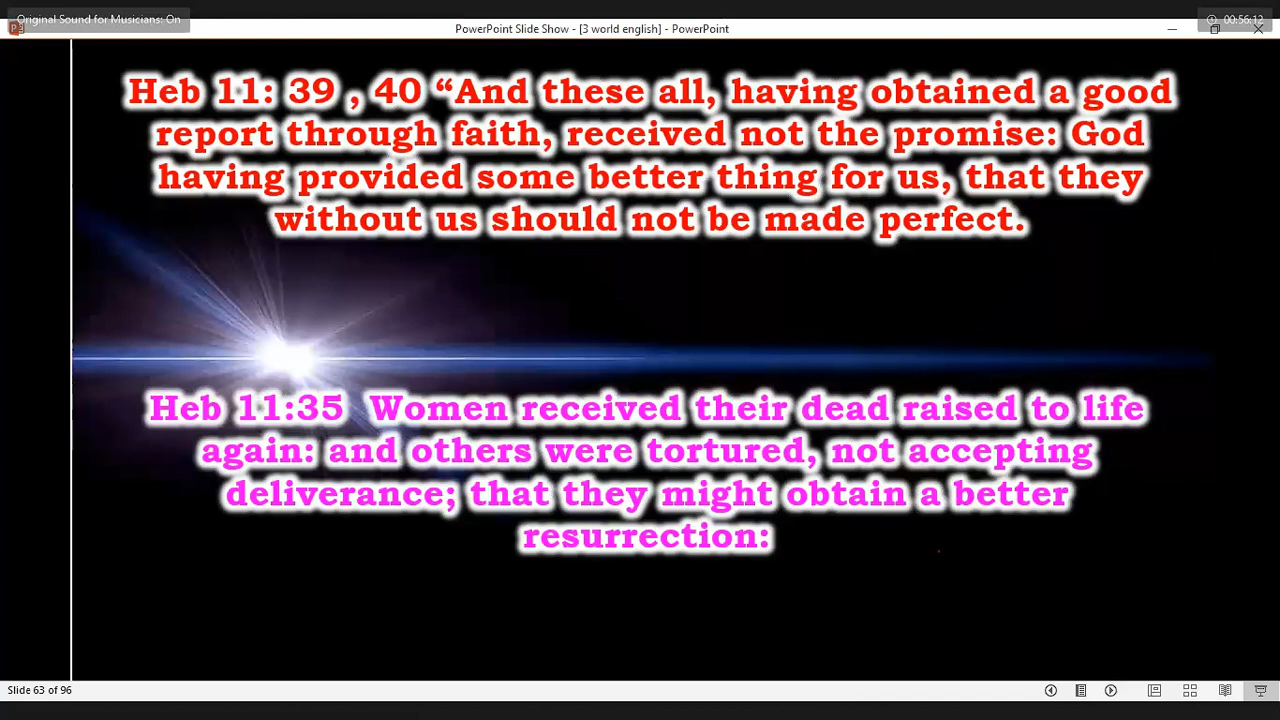 Original Sound for Musicians: On
00:56:12
PowerPoint Slide Show - [3 world english] - PowerPoint
Heb 11: 39 , 40 “And these all, having obtained a good
report through faith, received not the promise: God
having provided some better thing for us, that they
without us should not be made perfect.
Heb 11:35 Women received their dead raised to life
again: and others were tortured, not accepting
deliverance; that they might obtain a better
resurrection:
Slide 63 of 96